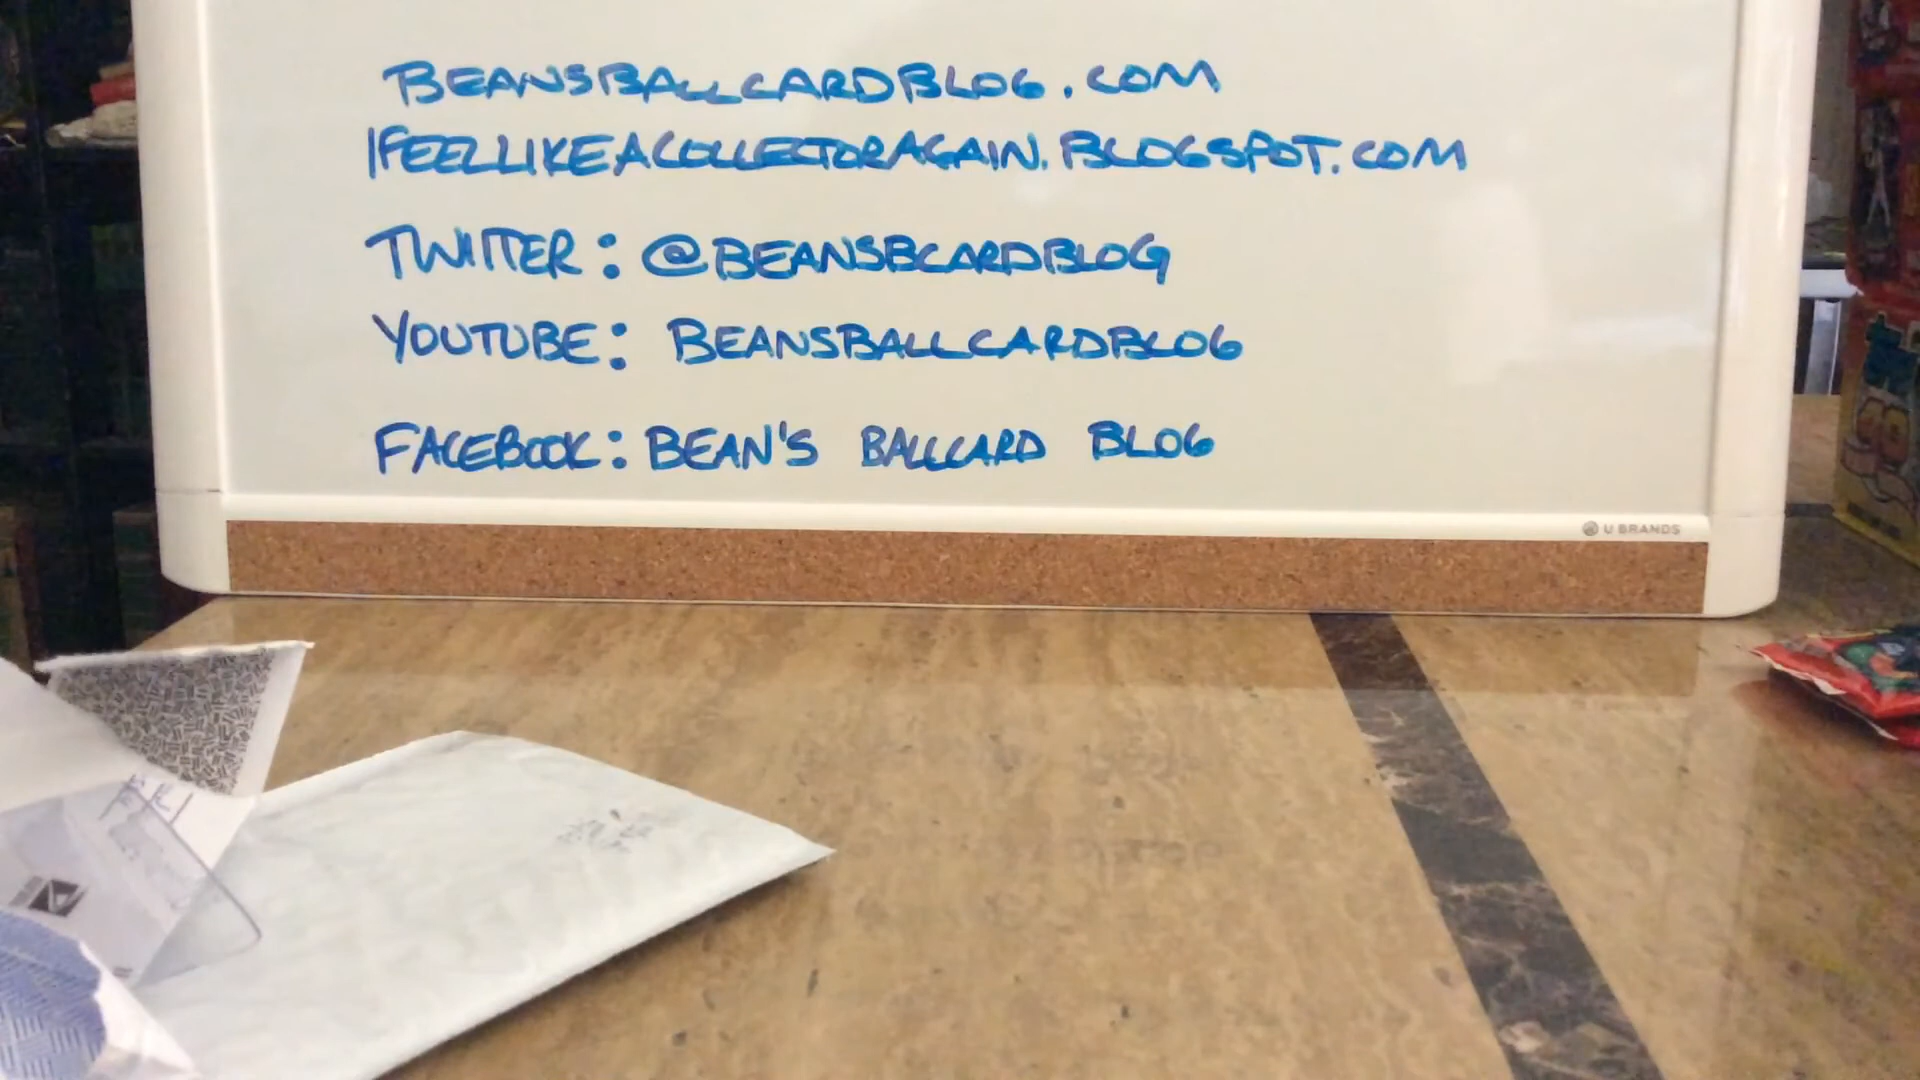 BEANSBALLCARDBLOG.COM
IFEELLIKEACOLLECTORAGAIN.BLOGSPOT.COM
TWITTER: @BEANSBCARDBLOG
YOUTUBE: BEANSBALLCARDBLOG
FACEBOOK: BEAN'S BALLCARD BLOG
U BRANDS